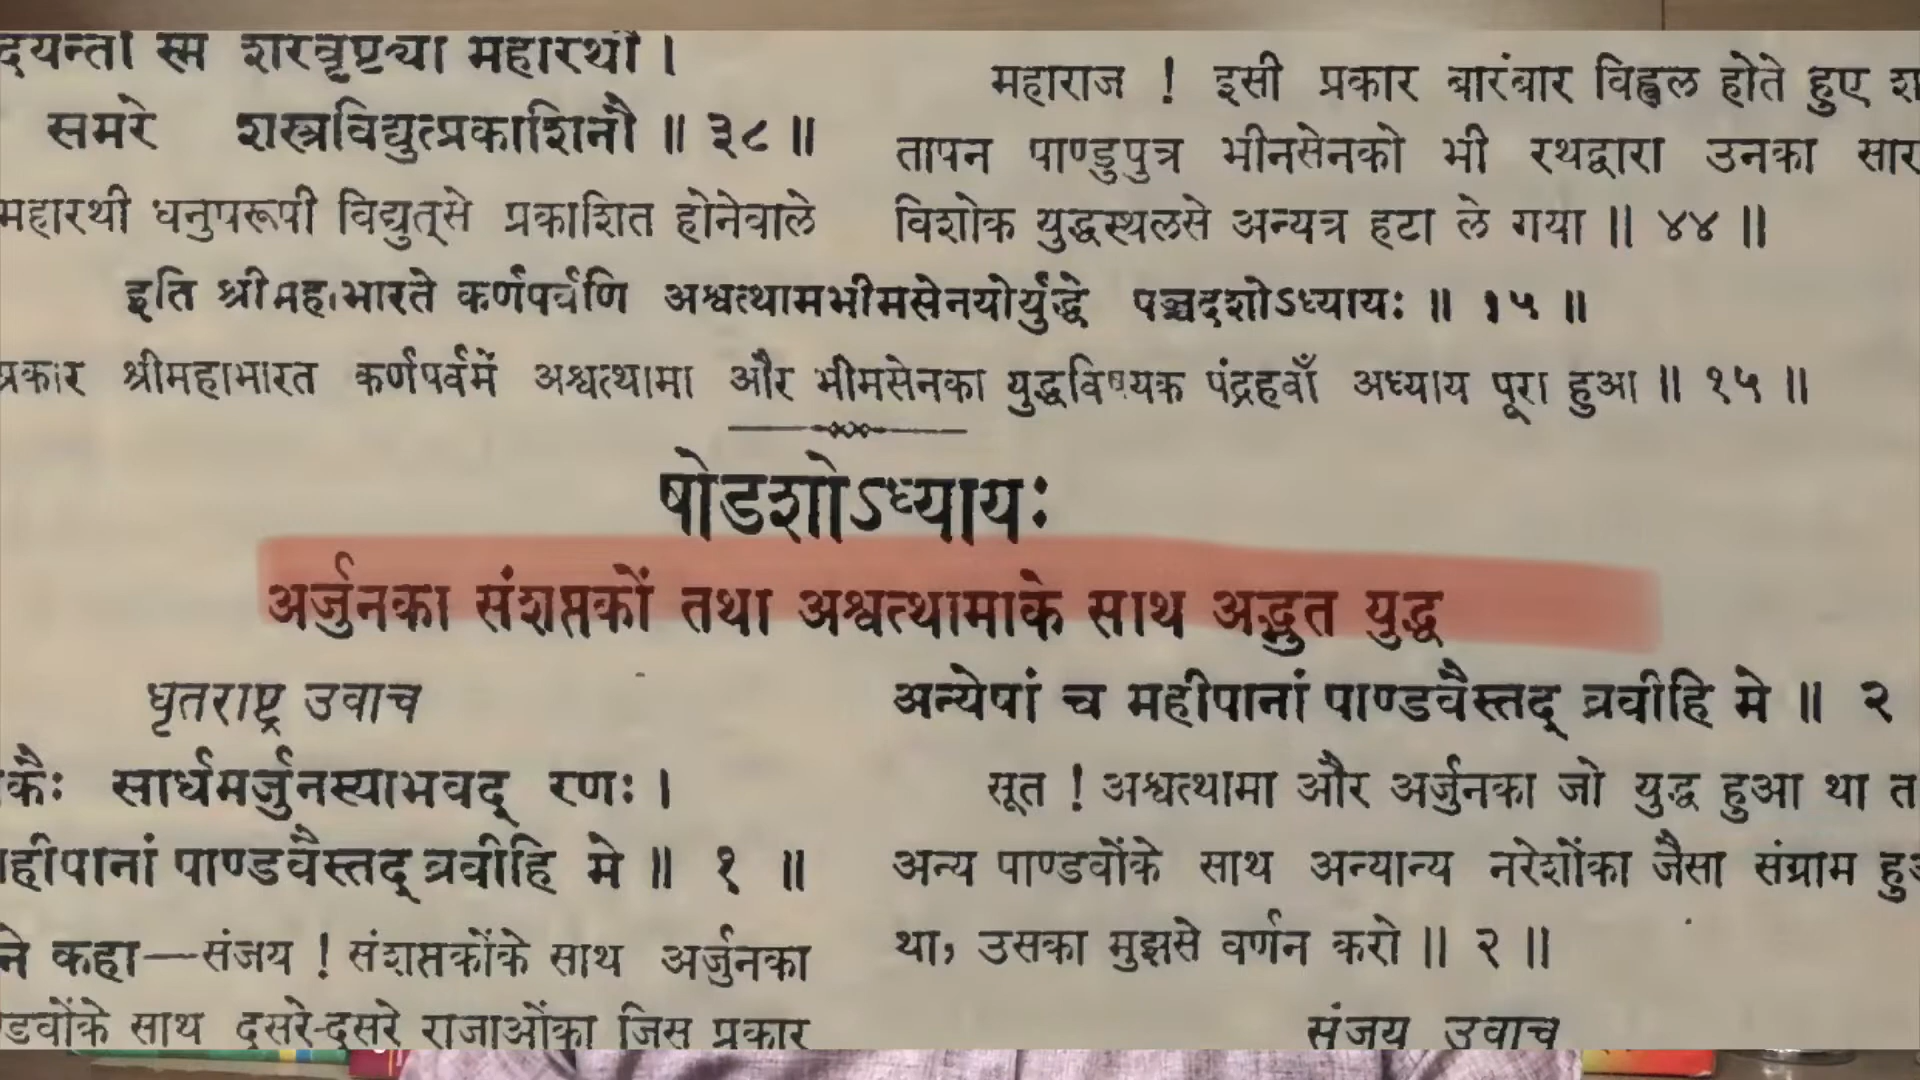 दयन्तौ स्म शरवृष्ट्या महारथौ ।
समरे शस्त्रविद्युत्प्रकाशिनौ ॥ ३८ ॥
महारथी धनुषरूपी विद्युत्‌से प्रकाशित होनेवाले
महाराज ! इसी प्रकार बारंबार विह्वल होते हुए
तापन पाण्डुपुत्र भीनसेनको भी रथद्वारा उनका
विशोक युद्धस्थलसे अन्यत्र हटा ले गया ॥ ४४ ॥
इति श्रीमहाभारते कर्णपर्वणि अश्वत्थामभीमसेनयोर्युद्धे पञ्चदशोऽध्यायः ॥ १५ ॥
प्रकार श्रीमहाभारत कर्णपर्वमें अश्वत्थामा और भीमसेनका युद्धविषयक पंद्रहवाँ अध्याय पूरा हुआ ॥ १५ ॥
षोडशोऽध्यायः
अर्जुनका संशप्तकों तथा अश्वत्थामाके साथ अद्भुत युद्ध
धृतराष्ट्र उवाच
कैः सार्धमर्जुनस्याभवद् रणः ।
महीपानां पाण्डवैस्तद् ब्रवीहि मे ॥ १ ॥
ने कहा—संजय ! संशप्तकोंके साथ अर्जुनका
डवोंके साथ दूसरे-दूसरे राजाओंका जिस प्रकार
अन्येषां च महीपानां पाण्डवैस्तद् ब्रवीहि मे ॥ २
सूत ! अश्वत्थामा और अर्जुनका जो युद्ध हुआ था त
अन्य पाण्डवोंके साथ अन्यान्य नरेशोंका जैसा संग्राम
था, उसका मुझसे वर्णन करो ॥ २ ॥
संजय उवाच